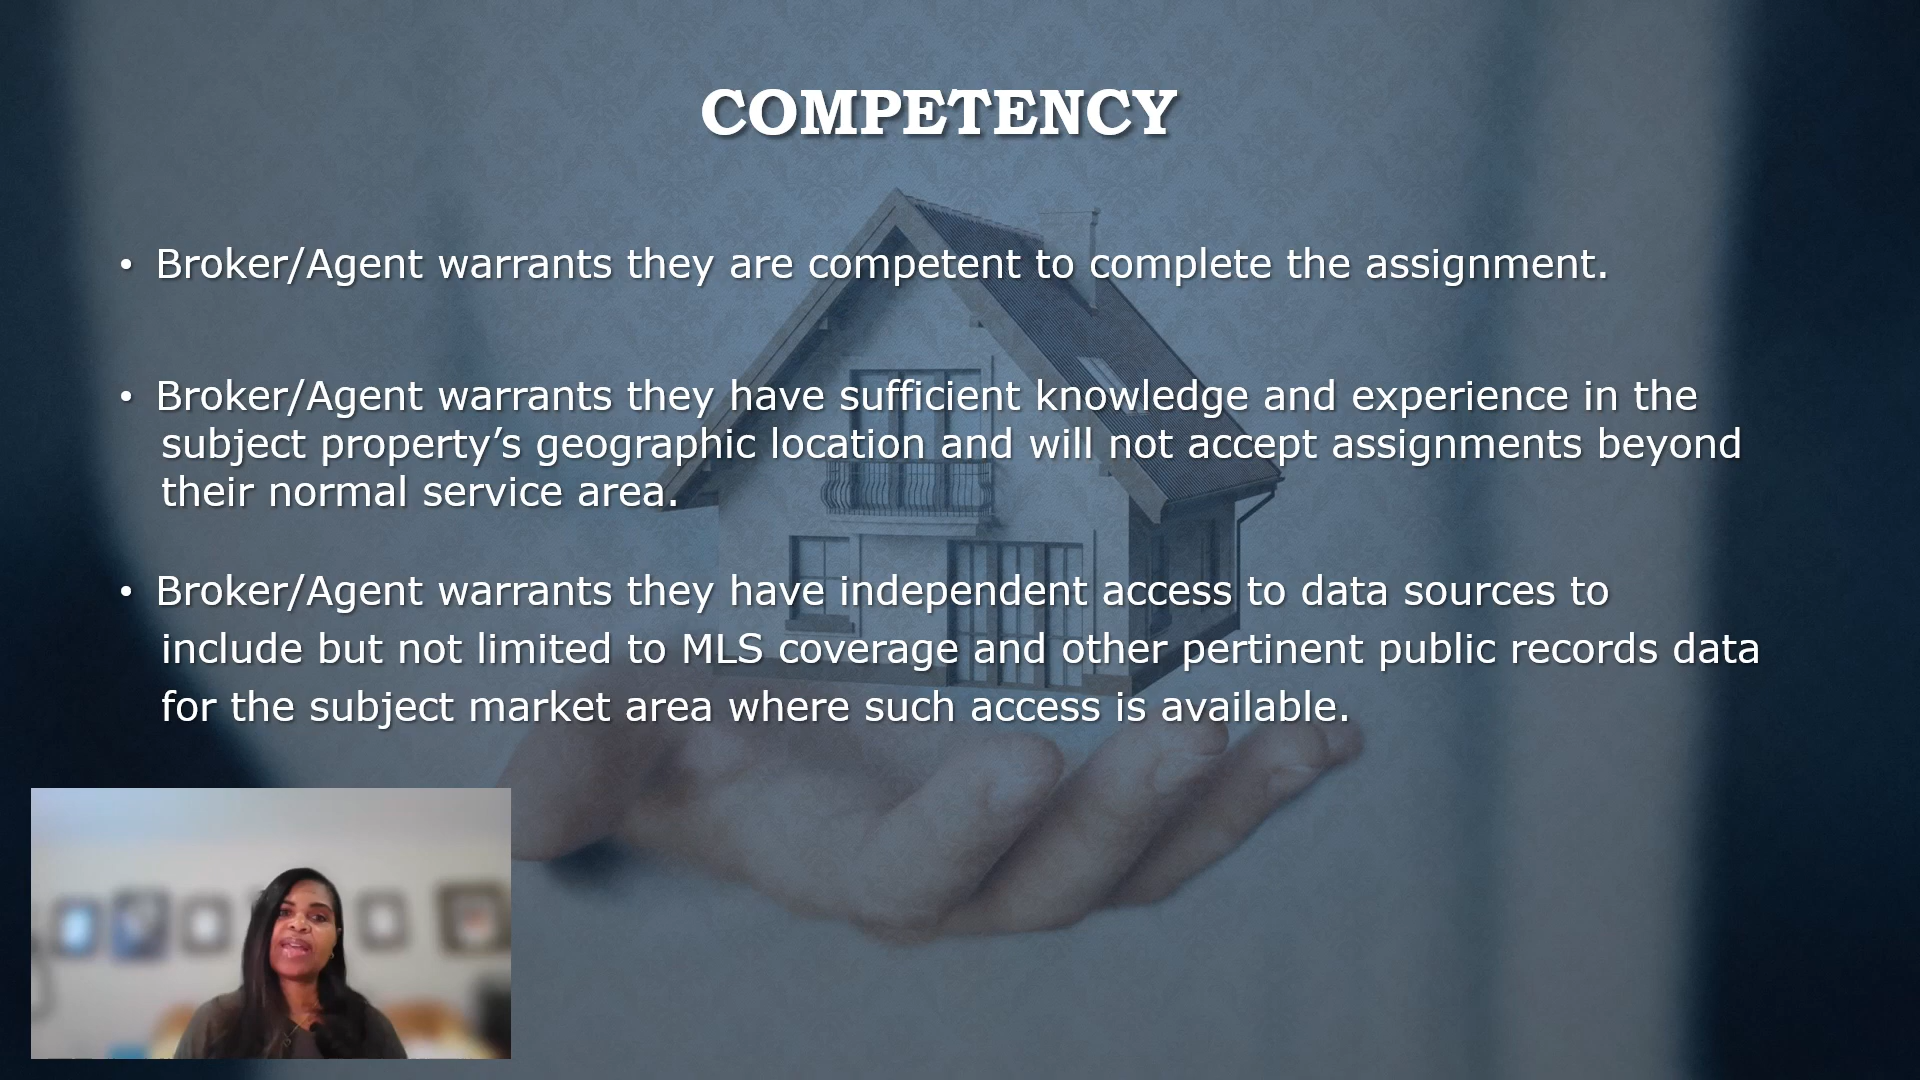 COMPETENCY
• Broker/Agent warrants they are competent to complete the assignment.
• Broker/Agent warrants they have sufficient knowledge and experience in the
subject property’s geographic location and will not accept assignments beyond
their normal service area.
• Broker/Agent warrants they have independent access to data sources to
include but not limited to MLS coverage and other pertinent public records data
for the subject market area where such access is available.